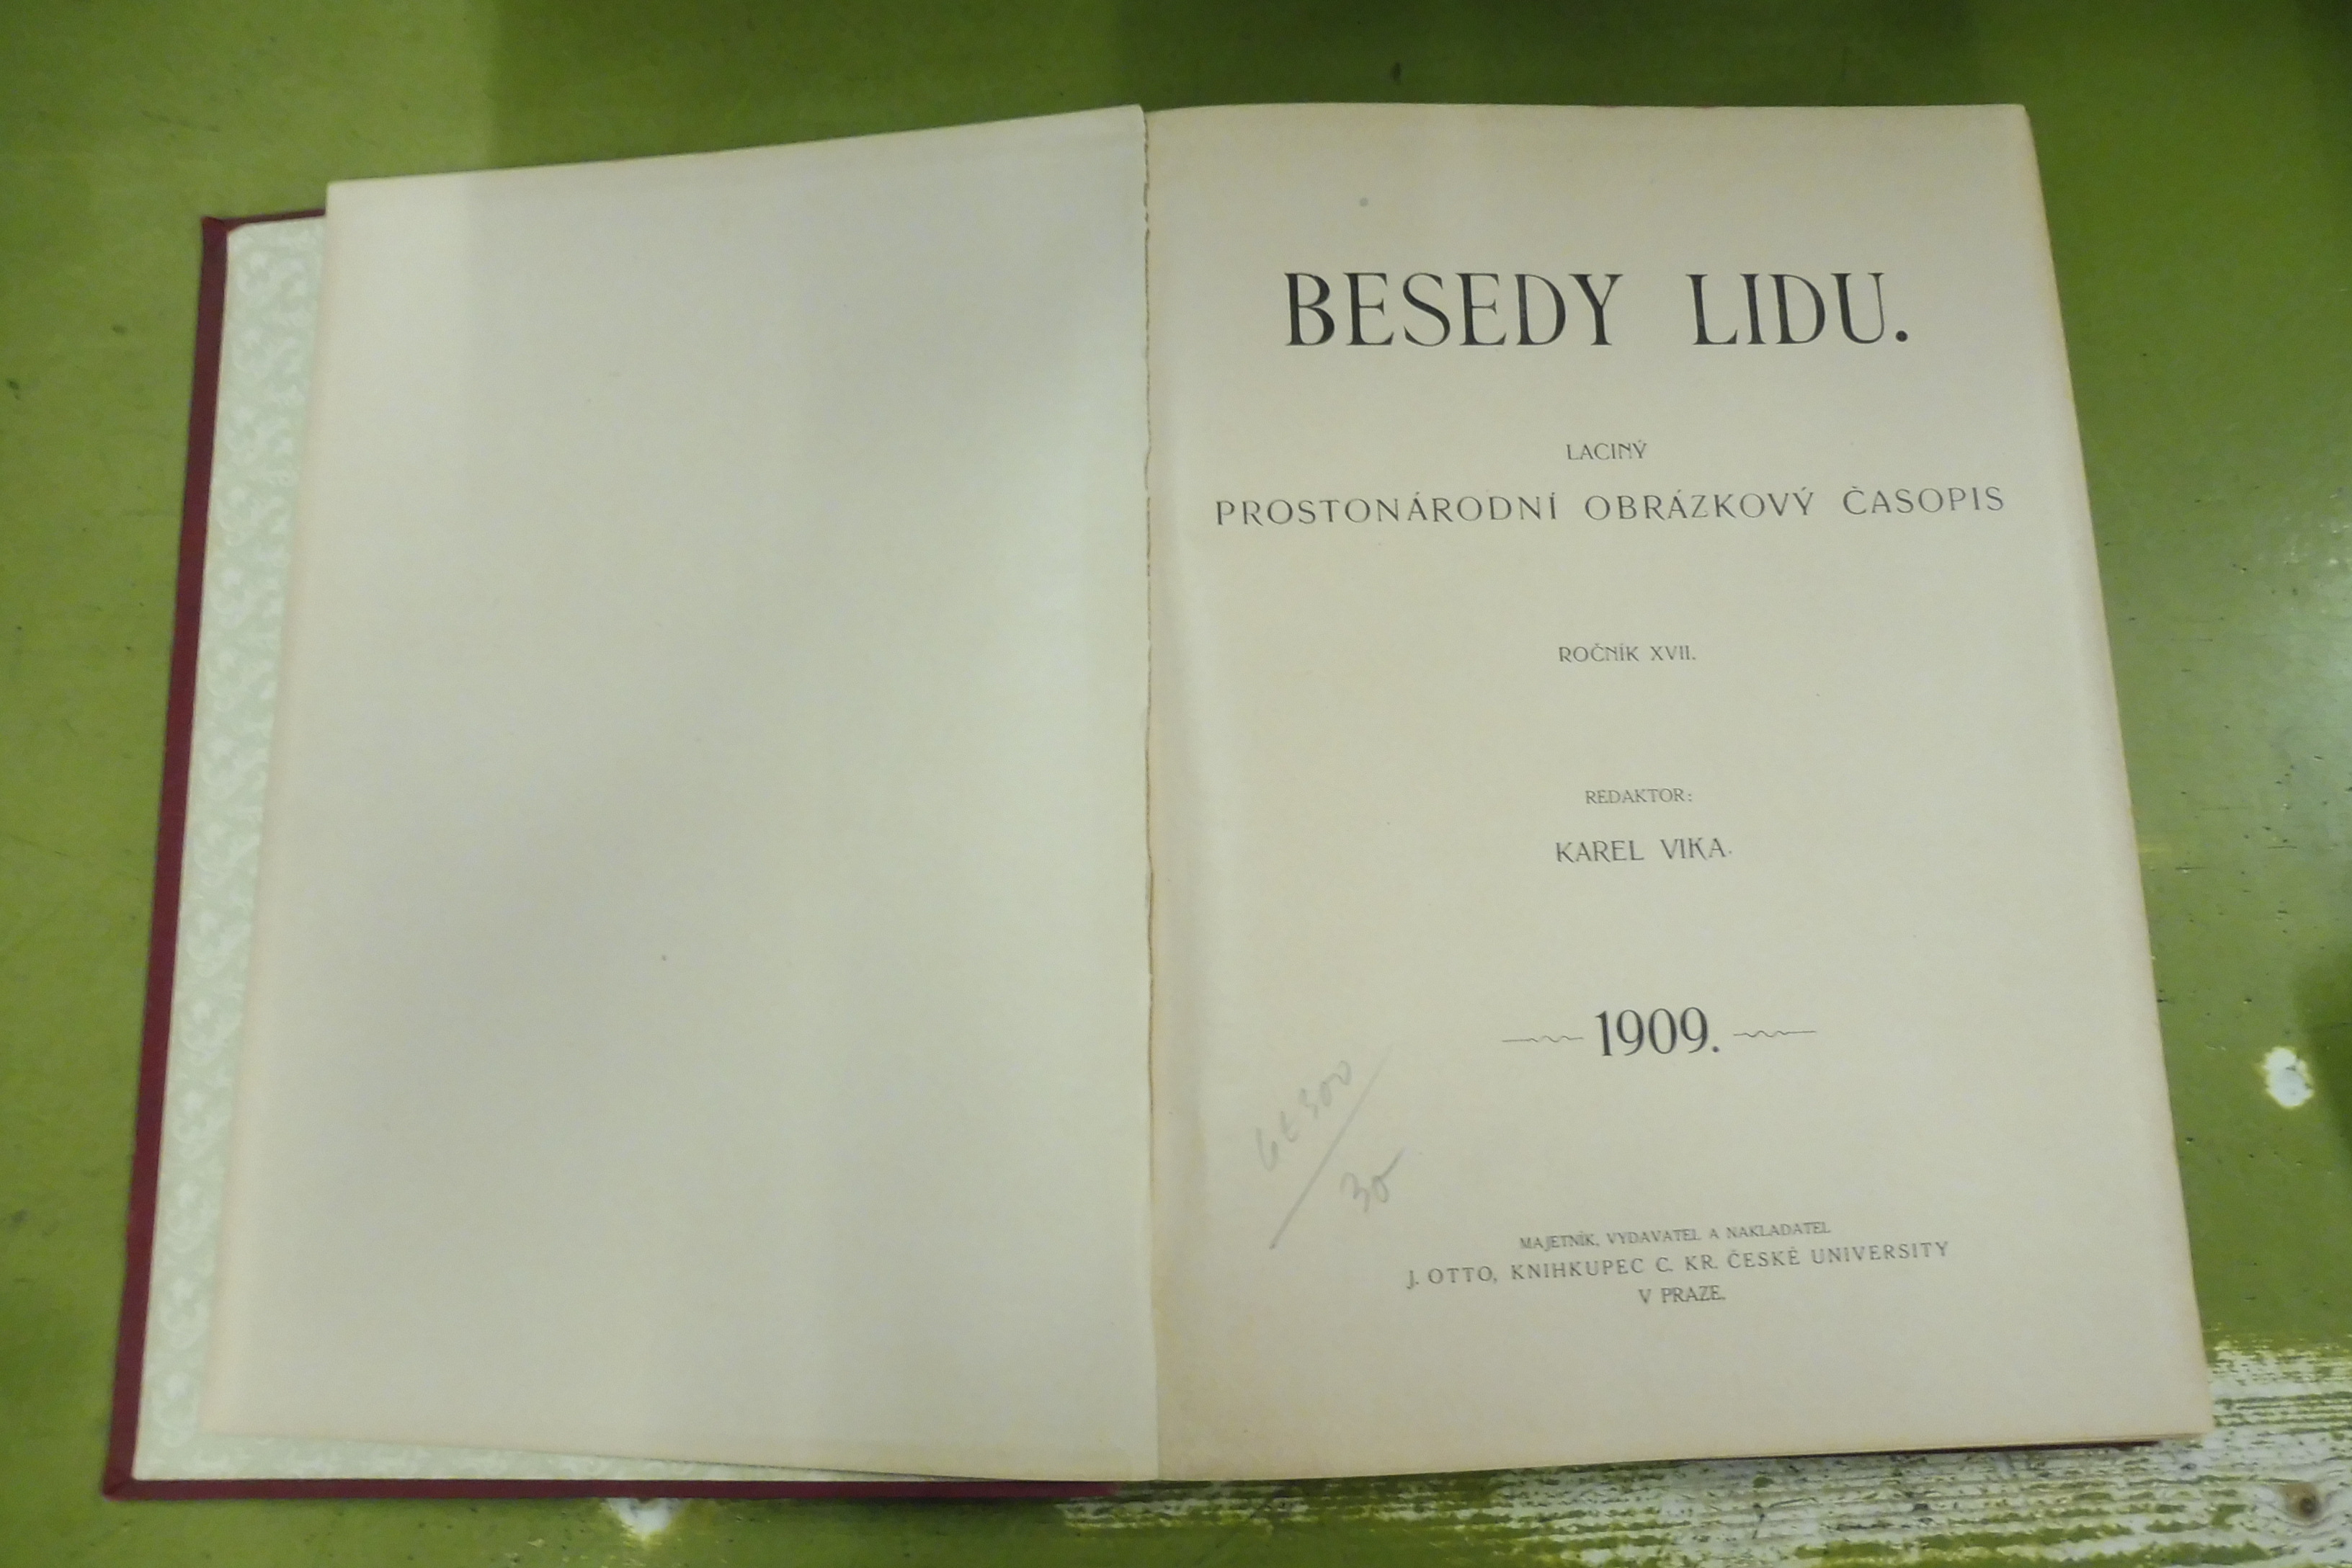 BESEDY LIDU.
LACINÝ
PROSTONÁRODNÍ OBRÁZKOVÝ ČASOPIS
ROČNÍK XVII.
REDAKTOR:
KAREL VIKA.
1909.
30
MAJETNÍK, VYDAVATEL A NAKLADATEL
J. OTTO, KNIHKUPEC C. KR. ČESKÉ UNIVERSITY
V PRAZE.